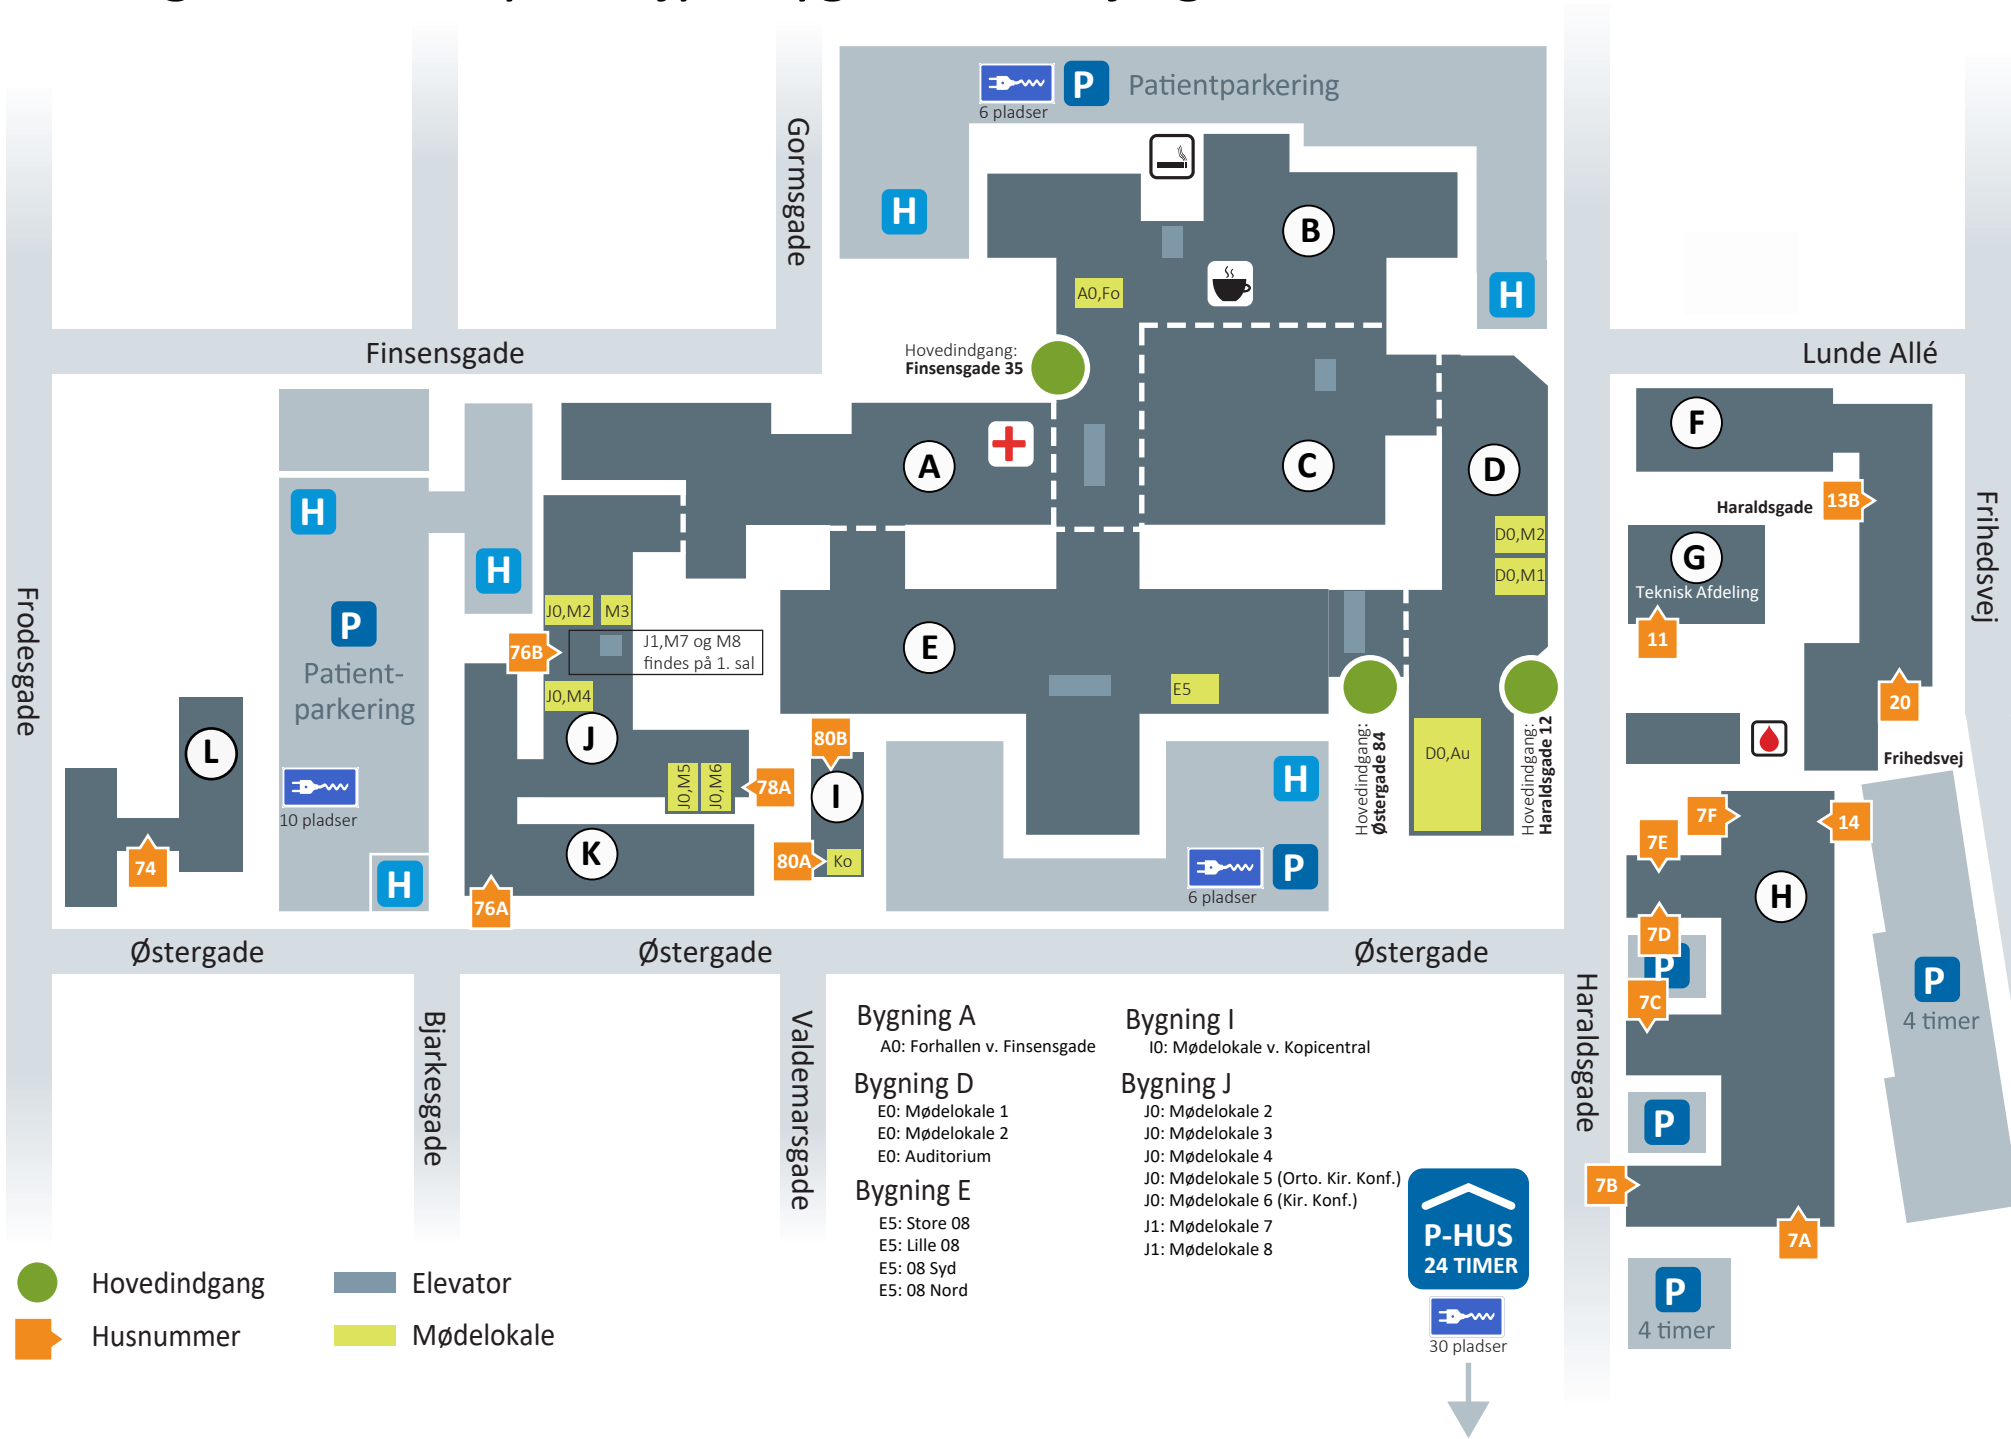 P
Patientparkering
6 pladser
Gormsgade
H
B
A0,Fo
H
Finsensgade
Hovedindgang:
Finsensgade 35
Lunde Allé
F
A
C
D
H
Haraldsgade
13B
Frihedsvej
D0,M2
G
H
D0,M1
Teknisk Afdeling
Frodesgade
P
J0,M2
M3
11
76B
J1,M7 og M8
findes på 1. sal
E
Patient-
parkering
J0,M4
E5
20
L
J
80B
Hovedindgang:
Østergade 84
D0,Au
Hovedindgang:
Haraldsgade 12
Frihedsvej
J0,M5
J0,M6
78A
I
H
10 pladser
7F
14
7E
K
80A
Ko
P
74
H
6 pladser
H
76A
7D
Østergade
Østergade
Østergade
P
P
7C
4 timer
Bjarkesgade
Valdemarsgade
Haraldsgade
Bygning A
A0: Forhallen v. Finsensgade
Bygning D
E0: Mødelokale 1
E0: Mødelokale 2
E0: Auditorium
Bygning E
E5: Store 08
E5: Lille 08
E5: 08 Syd
E5: 08 Nord
Bygning I
I0: Mødelokale v. Kopicentral
Bygning J
J0: Mødelokale 2
J0: Mødelokale 3
J0: Mødelokale 4
J0: Mødelokale 5 (Orto. Kir. Konf.)
J0: Mødelokale 6 (Kir. Konf.)
J1: Mødelokale 7
J1: Mødelokale 8
P
7B
7A
P-HUS
24 TIMER
30 pladser
P
4 timer
Hovedindgang
Elevator
Husnummer
Mødelokale